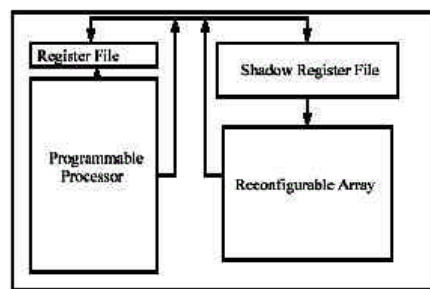 Register File
Shadow Register File
Programmable
Processor
Reconfigurable Array